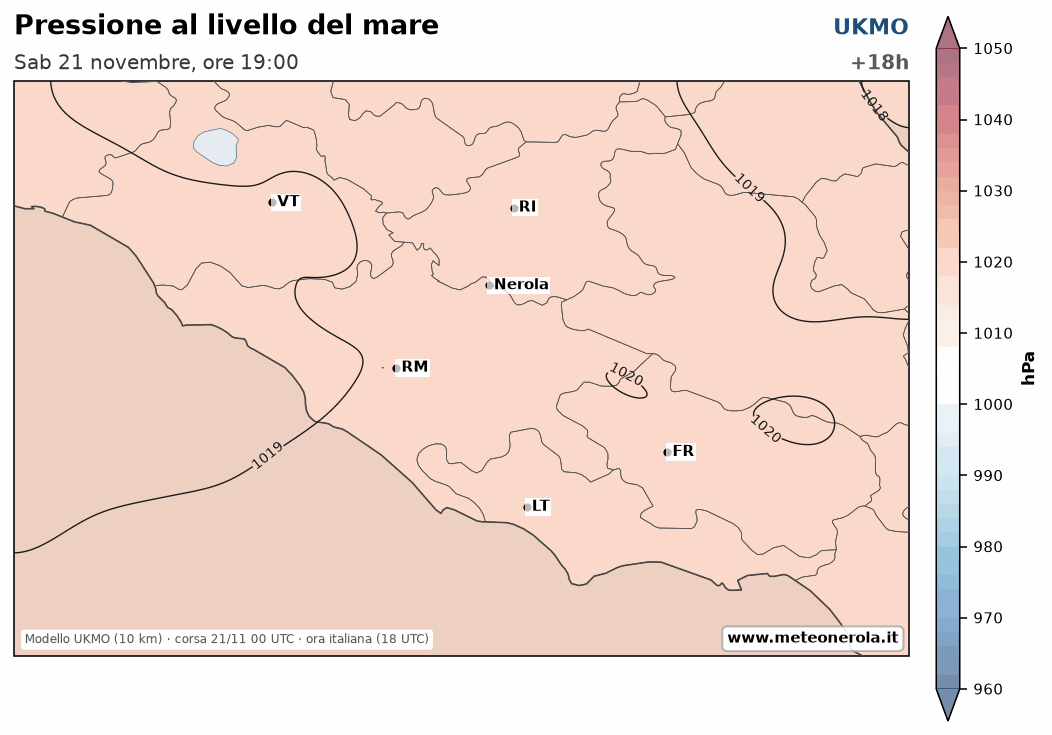 Pressione al livello del mare
UKMO
Sab 21 novembre, ore 19:00
+18h
1018
1019
VT
RI
Nerola
RM
1020
1020
1019
FR
LT
Modello UKMO (10 km) · corsa 21/11 00 UTC · ora italiana (18 UTC)
www.meteonerola.it
1050
1040
1030
1020
1010
1000
990
980
970
960
hPa